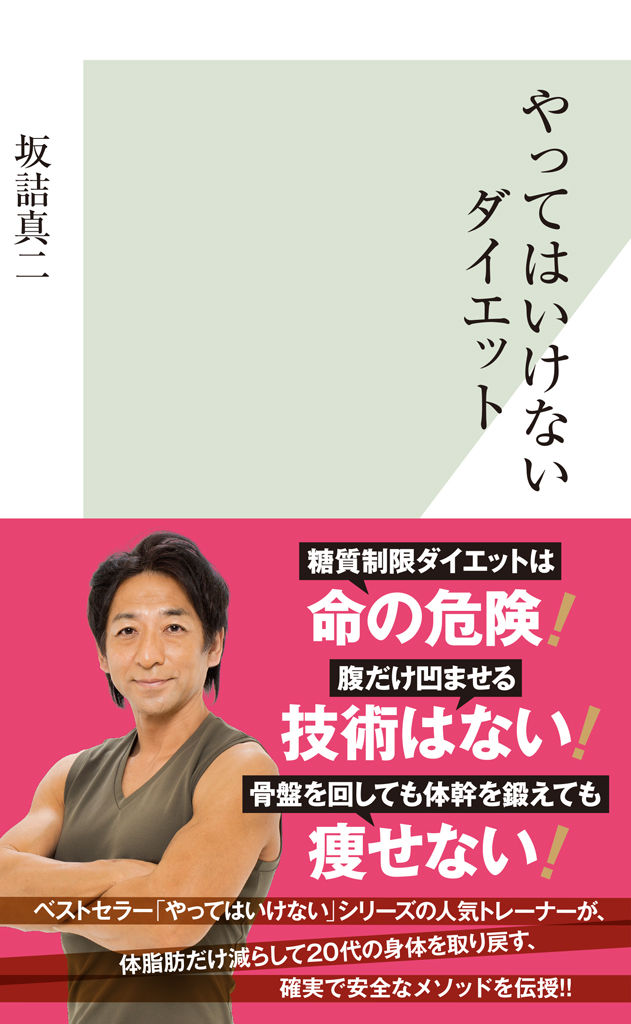 やってはいけない
ダイエット
坂詰真二
糖質制限ダイエットは
命の危険!
腹だけ凹ませる
技術はない!
骨盤を回しても体幹を鍛えても
痩せない!
ベストセラー「やってはいけない」シリーズの人気トレーナーが、
体脂肪だけ減らして20代の身体を取り戻す、
確実で安全なメソッドを伝授!!